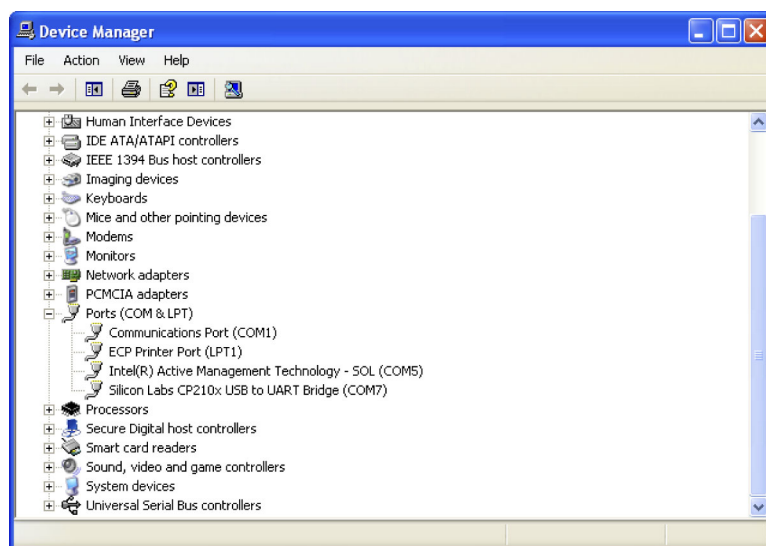 Device Manager
File Action View Help
Human Interface Devices
IDE ATA/ATAPI controllers
IEEE 1394 Bus host controllers
Imaging devices
Keyboards
Mice and other pointing devices
Modems
Monitors
Network adapters
PCMCIA adapters
Ports (COM & LPT)
Communications Port (COM1)
ECP Printer Port (LPT1)
Intel(R) Active Management Technology - SOL (COM5)
Silicon Labs CP210x USB to UART Bridge (COM7)
Processors
Secure Digital host controllers
Smart card readers
Sound, video and game controllers
System devices
Universal Serial Bus controllers